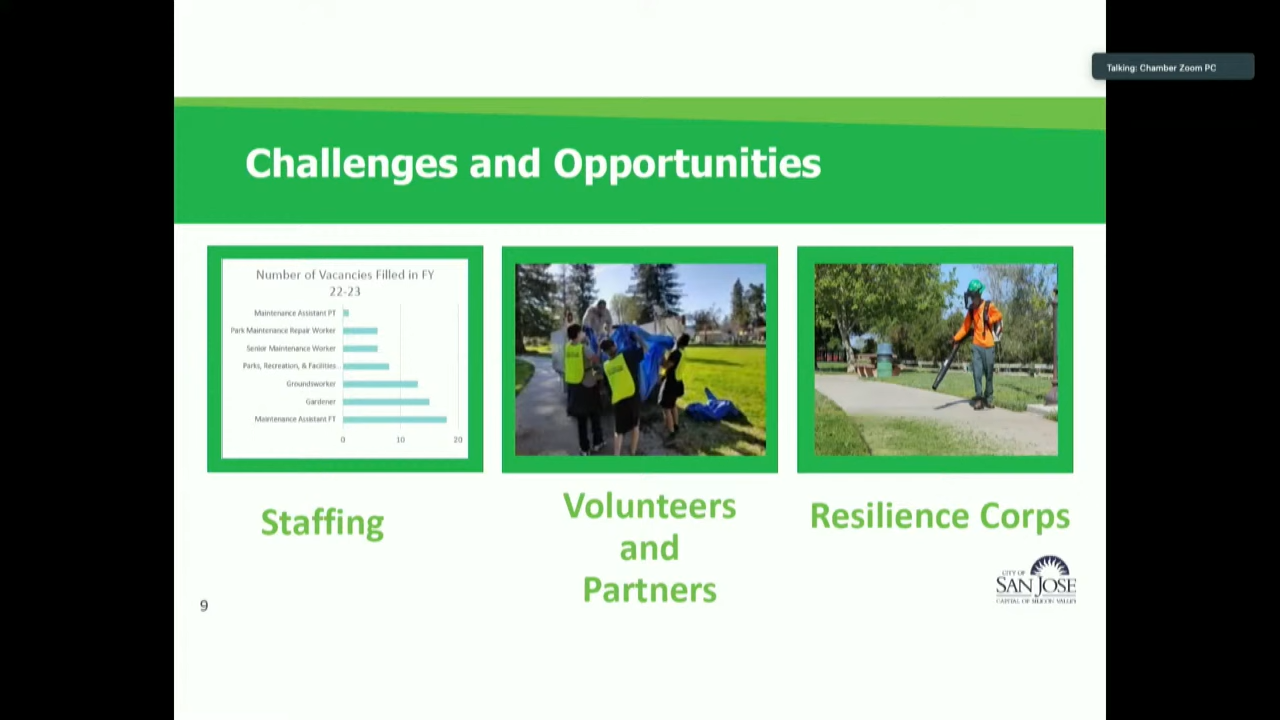 Talking: Chamber Zoom PC
Challenges and Opportunities
Number of Vacancies Filled in FY
22-23
Maintenance Assistant PT
Park Maintenance Repair Worker
Senior Maintenance Worker
Parks, Recreation, & Facilities...
Groundsworker
Gardener
Maintenance Assistant FT
0 10 20
Staffing
Volunteers
and
Partners
Resilience Corps
CITY OF
SAN JOSE
CAPITAL OF SILICON VALLEY
9